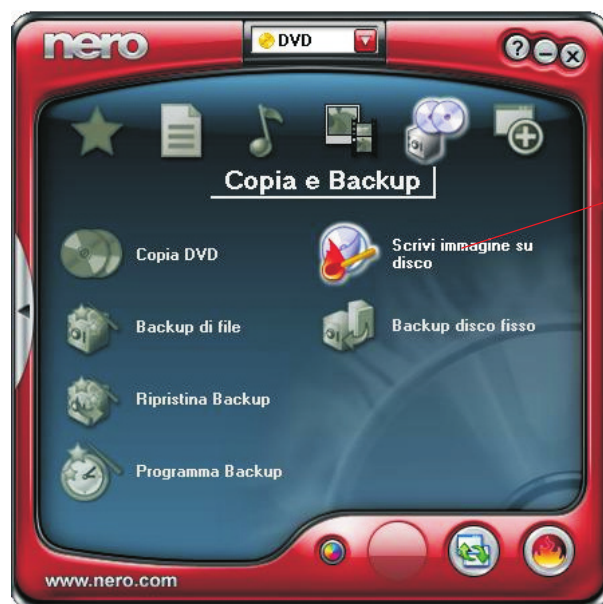 nero
DVD
?
Copia e Backup
Copia DVD
Scrivi immagine su
disco
Backup di file
Backup disco fisso
Ripristina Backup
Programma Backup
www.nero.com